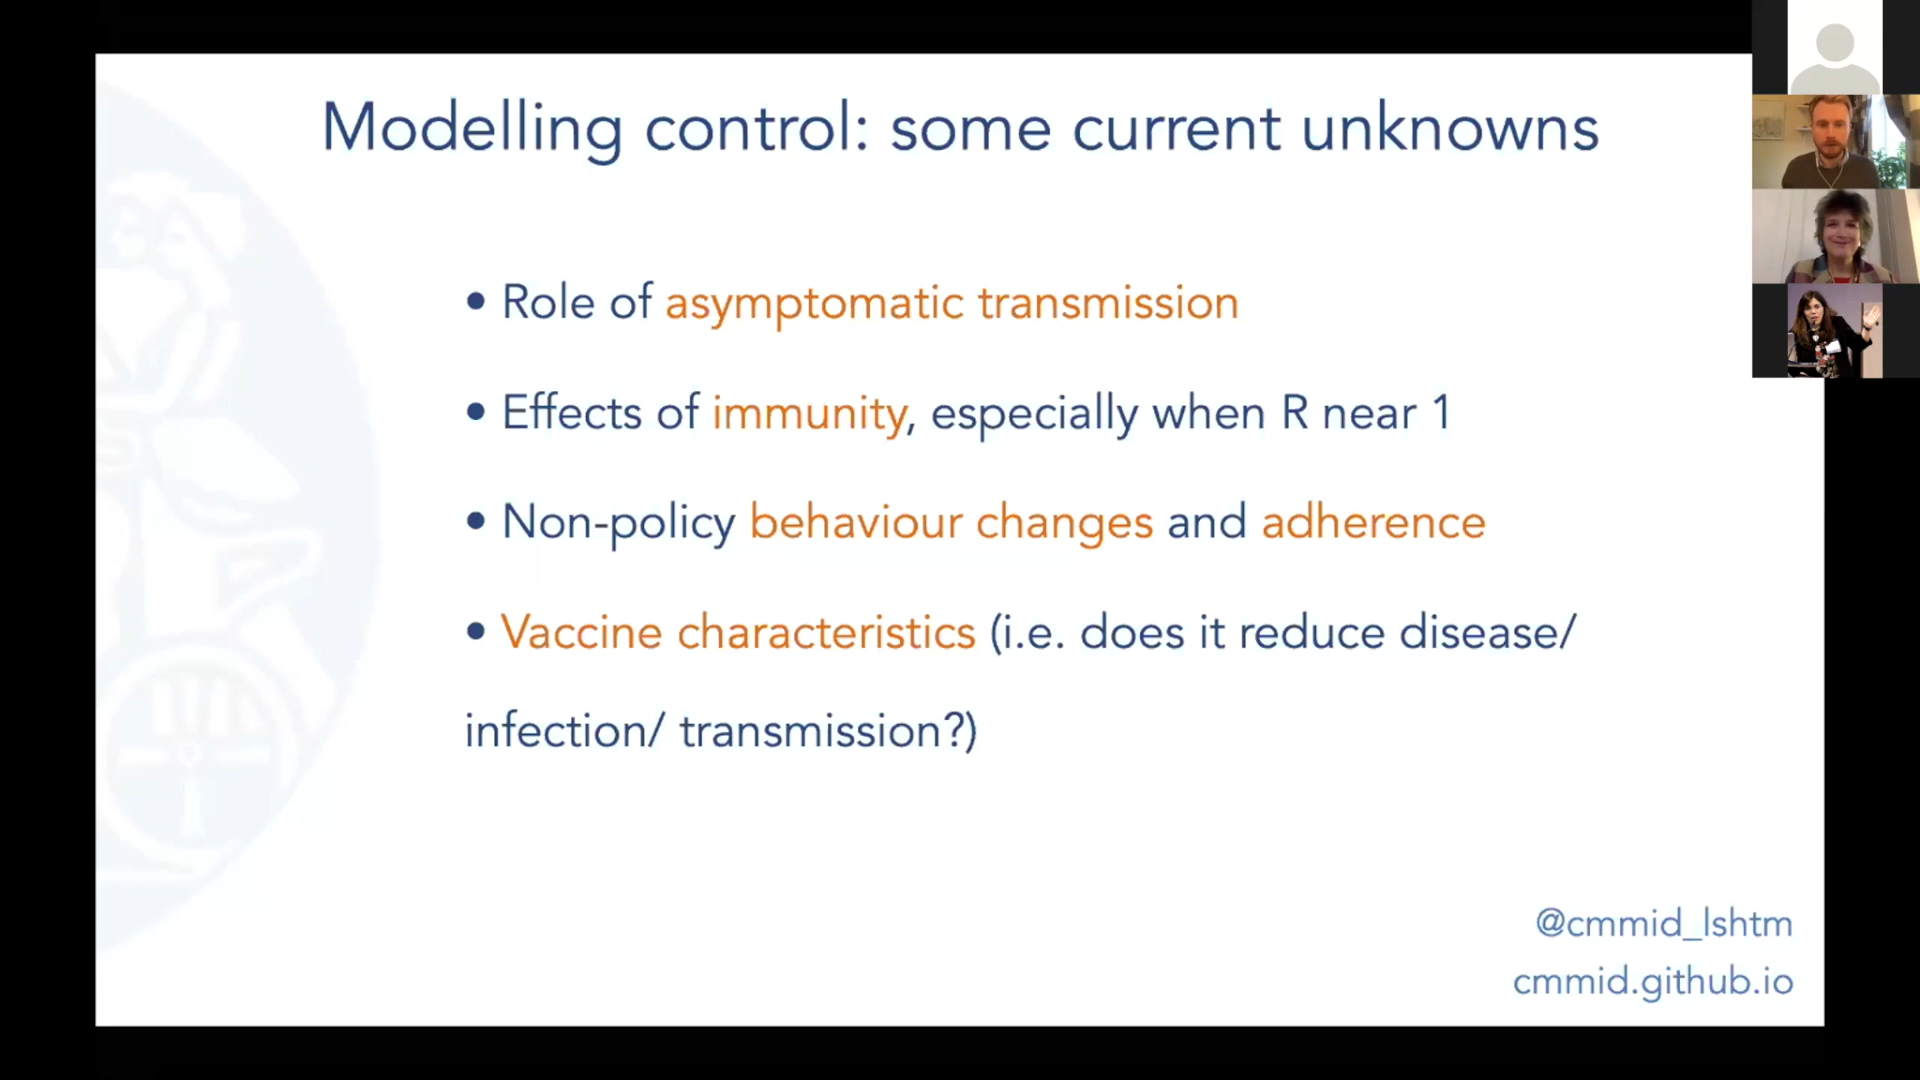 Modelling control: some current unknowns
• Role of asymptomatic transmission
• Effects of immunity, especially when R near 1
• Non-policy behaviour changes and adherence
• Vaccine characteristics (i.e. does it reduce disease/
infection/ transmission?)
@cmmid_lshtm
cmmid.github.io